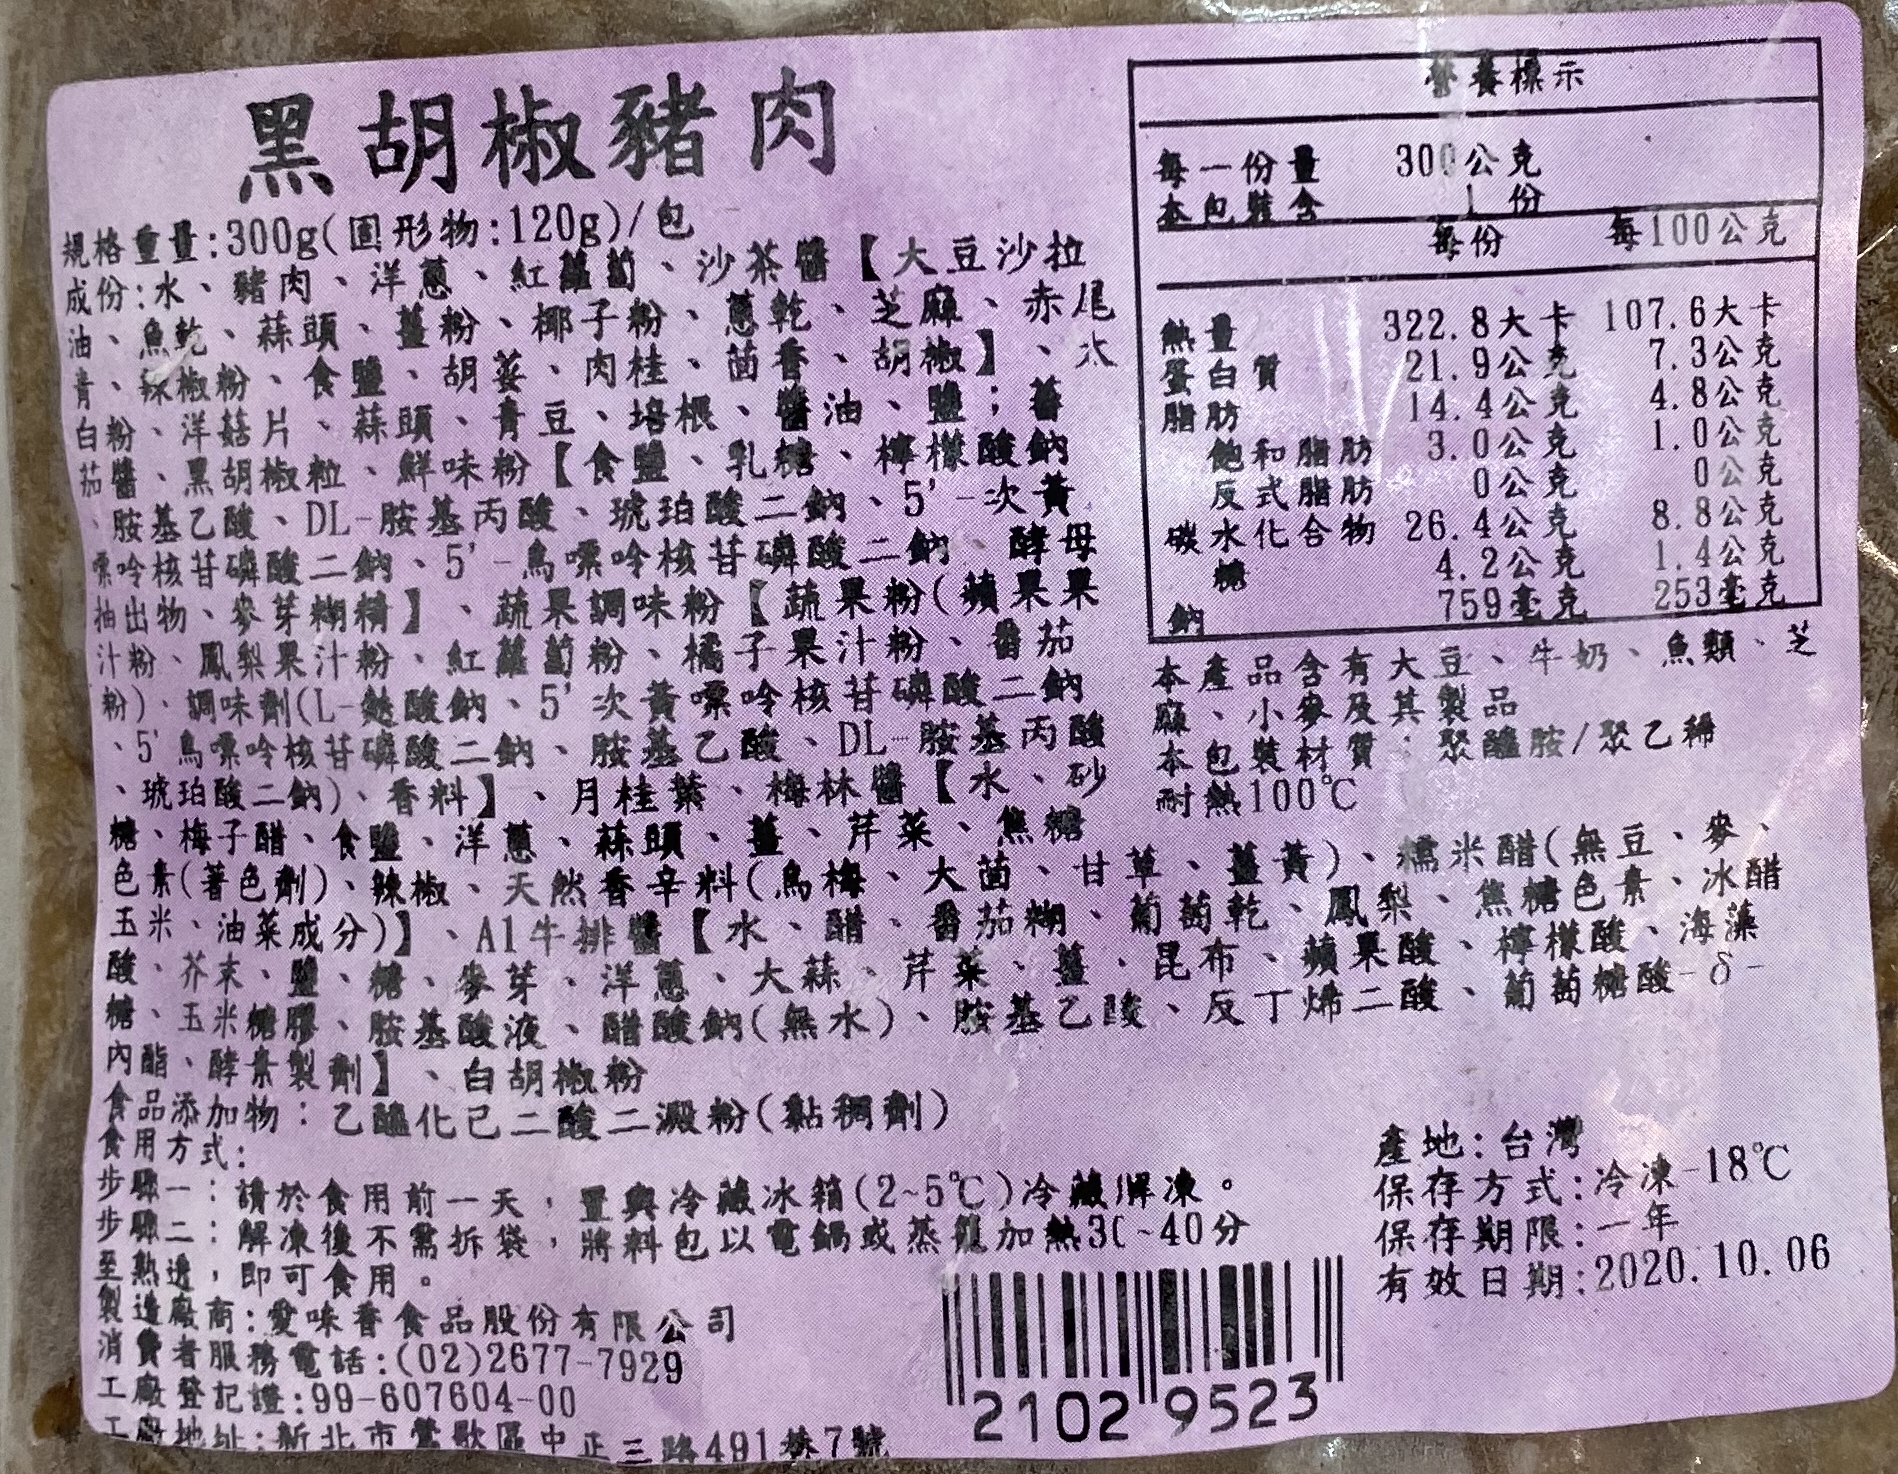 黑胡椒豬肉
規格重量:300g(固形物:120g)/包
成份:水、豬肉、洋蔥、紅蘿蔔、沙茶醬【大豆沙拉
油、魚乾、蒜頭、薑粉、椰子粉、蔥乾、芝麻、赤尾
青、辣椒粉、食鹽、胡荽、肉桂、茴香、胡椒】、太
白粉、洋菇片、蒜頭、青豆、培根、醬油、鹽；蕃
茄醬、黑胡椒粒、鮮味粉【食鹽、乳糖、檸檬酸鈉
、胺基乙酸、DL-胺基丙酸、琥珀酸二鈉、5'-次黃
嘌呤核苷磷酸二鈉、5'-鳥嘌呤核苷磷酸二鈉、酵母
抽出物、麥芽糊精】、蔬果調味粉【蔬果粉(蘋果果
汁粉、鳳梨果汁粉、紅蘿蔔粉、橘子果汁粉、番茄
粉)、調味劑(L-麩酸鈉、5'次黃嘌呤核苷磷酸二鈉
、5'鳥嘌呤核苷磷酸二鈉、胺基乙酸、DL-胺基丙酸
、琥珀酸二鈉)、香料】、月桂葉、梅林醬【水、砂
糖、梅子醋、食鹽、洋蔥、蒜頭、薑、芹菜、焦糖
色素(著色劑)、辣椒、天然香辛料(烏梅、大茴、甘草、薑黃)、糯米醋(無豆、麥、
玉米、油菜成分)】、A1牛排醬【水、醋、番茄糊、葡萄乾、鳳梨、焦糖色素、冰醋
酸、芥末、鹽、糖、麥芽、洋蔥、大蒜、芹菜、薑、昆布、蘋果酸、檸檬酸、海藻
糖、玉米糖膠、胺基酸液、醋酸鈉(無水)、胺基乙酸、反丁烯二酸、葡萄糖酸-δ-
內酯、酵素製劑】、白胡椒粉
食品添加物：乙醯化己二酸二澱粉(黏稠劑)
食用方式:
步驟一：請於食用前一天，置與冷藏冰箱(2~5℃)冷藏解凍。
步驟二：解凍後不需拆袋，將料包以電鍋或蒸籠加熱30~40分
至熟透，即可食用。
製造廠商:愛味香食品股份有限公司
消費者服務電話:(02)2677-7929
工廠登記證:99-607604-00
工廠地址:新北市鶯歌區中正三路491巷7號
營養標示
每一份量 300公克
本包裝含 1 份
每份 每100公克
熱量 322.8大卡 107.6大卡
蛋白質 21.9公克 7.3公克
脂肪 14.4公克 4.8公克
飽和脂肪 3.0公克 1.0公克
反式脂肪 0公克 0公克
碳水化合物 26.4公克 8.8公克
糖 4.2公克 1.4公克
鈉 759毫克 253毫克
本產品含有大豆、牛奶、魚類、芝
麻、小麥及其製品
本包裝材質：聚醯胺/聚乙稀
耐熱100℃
產地:台灣
保存方式:冷凍-18℃
保存期限:一年
有效日期:2020.10.06
2102 9523